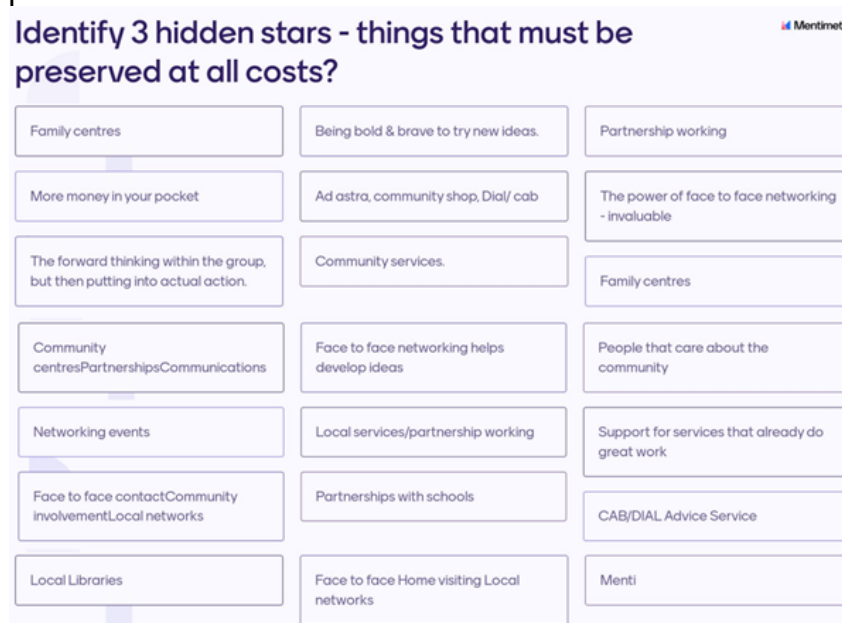 Identify 3 hidden stars - things that must be
preserved at all costs?
Mentimet
Family centres
Being bold & brave to try new ideas.
Partnership working
More money in your pocket
Ad astra, community shop, Dial/ cab
The power of face to face networking
- invaluable
The forward thinking within the group,
but then putting into actual action.
Community services.
Family centres
Community
centresPartnershipsCommunications
Face to face networking helps
develop ideas
People that care about the
community
Networking events
Local services/partnership working
Support for services that already do
great work
Face to face contactCommunity
involvementLocal networks
Partnerships with schools
CAB/DIAL Advice Service
Local Libraries
Face to face Home visiting Local
networks
Menti